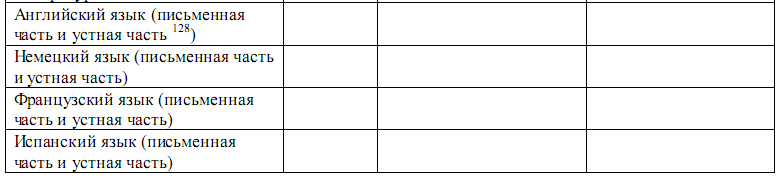 Английский язык (письменная
часть и устная часть 128)
Немецкий язык (письменная часть
и устная часть)
Французский язык (письменная
часть и устная часть)
Испанский язык (письменная
часть и устная часть)